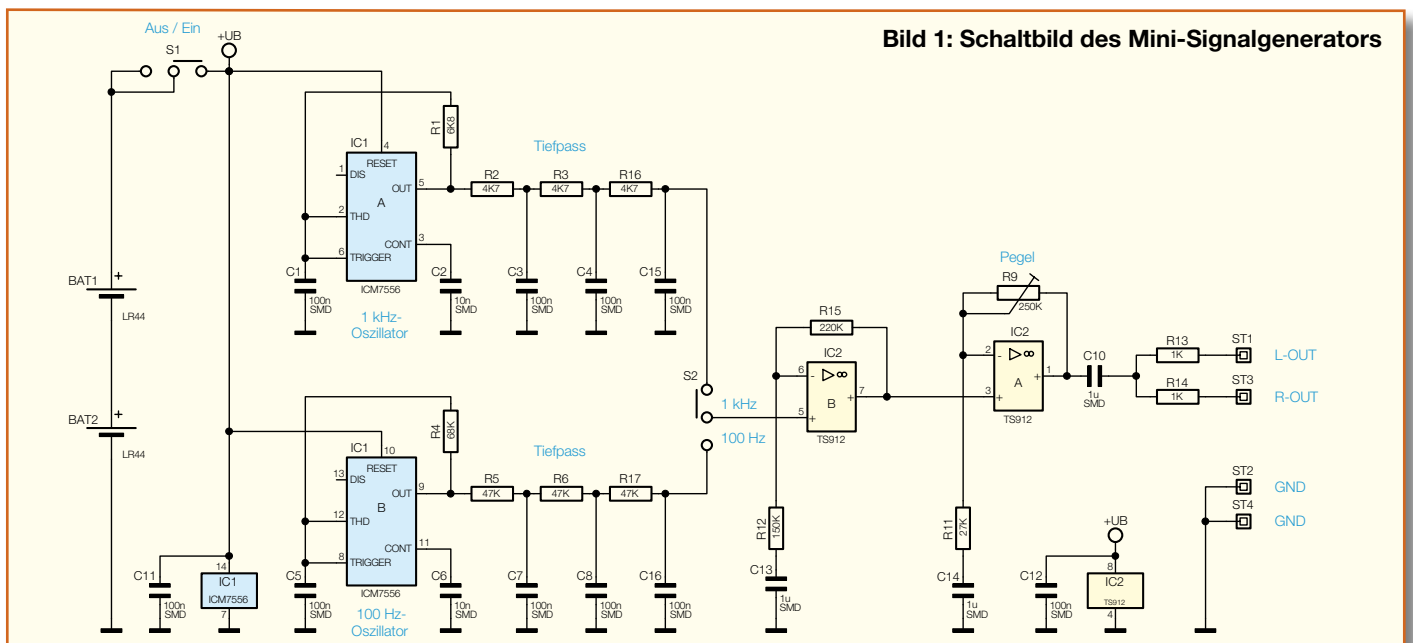 Bild 1: Schaltbild des Mini-Signalgenerators
Aus / Ein
S1
+UB
BAT1
+
LR44
BAT2
+
LR44
R1
6K8
IC1
4
RESET
1
DIS
OUT
5
A
2
THD
CONT
3
6
TRIGGER
ICM7556
1 kHz-
Oszillator
C1
100n
SMD
C2
10n
SMD
Tiefpass
R2
4K7
R3
4K7
R16
4K7
C3
100n
SMD
C4
100n
SMD
C15
100n
SMD
R4
68K
IC1
10
RESET
13
DIS
OUT
9
B
12
THD
CONT
11
8
TRIGGER
ICM7556
100 Hz-
Oszillator
C5
100n
SMD
C6
10n
SMD
Tiefpass
R5
47K
R6
47K
R17
47K
C7
100n
SMD
C8
100n
SMD
C16
100n
SMD
C11
100n
SMD
14
IC1
ICM7556
7
S2
1 kHz
100 Hz
R15
220K
IC2
6
-
▷∞
5
+
B
+
7
TS912
R12
150K
C13
1u
SMD
Pegel
R9
250K
IC2
2
-
▷∞
3
+
A
+
1
TS912
R11
27K
C14
1u
SMD
C10
1u
SMD
R13
1K
R14
1K
ST1
L-OUT
ST3
R-OUT
ST2
GND
ST4
GND
+UB
C12
100n
SMD
8
IC2
TS912
4